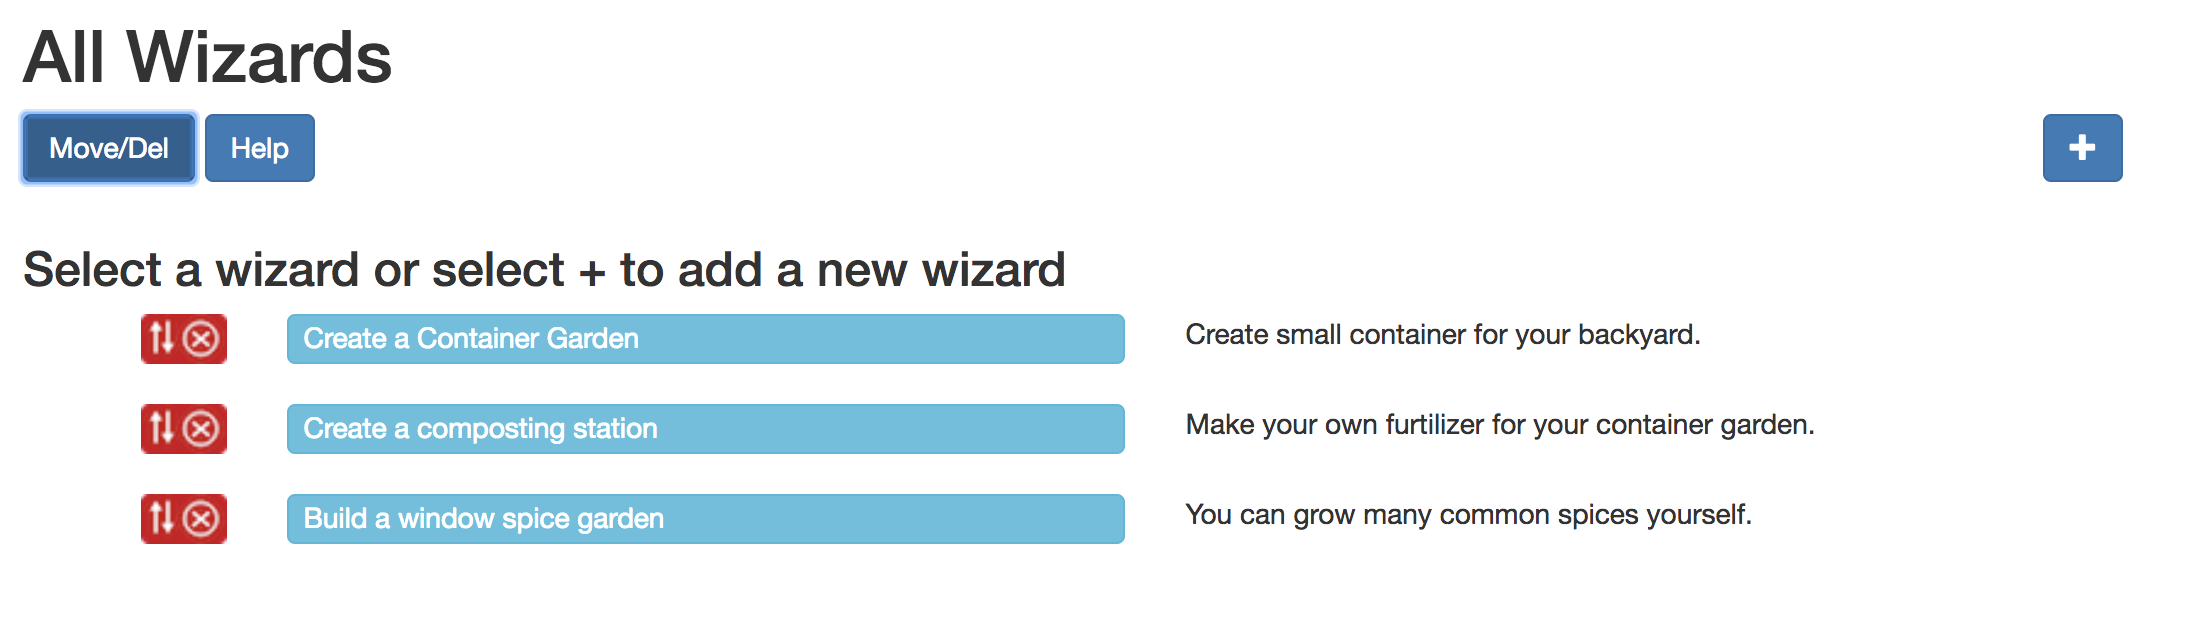 All Wizards
Move/Del Help +
Select a wizard or select + to add a new wizard
Create a Container Garden Create small container for your backyard.
Create a composting station Make your own furtilizer for your container garden.
Build a window spice garden You can grow many common spices yourself.